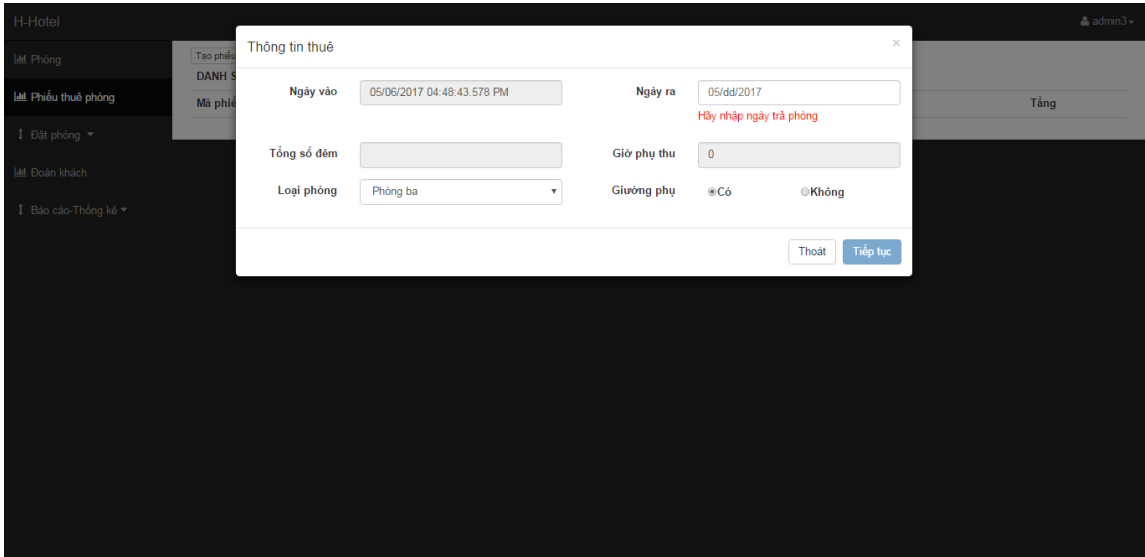 H-Hotel
admin3
Phòng
Phiếu thuê phòng
Đặt phòng
Đoàn khách
Báo cáo-Thống kê
Tạo phiếu
DANH S
Mã phiế
Tầng
Thông tin thuê
×
Ngày vào
05/06/2017 04:48:43.578 PM
Ngày ra
05/dd/2017
Hãy nhập ngày trả phòng
Tổng số đêm
Giờ phụ thu
0
Loại phòng
Phòng ba
Giường phụ
Có
Không
Thoát
Tiếp tục